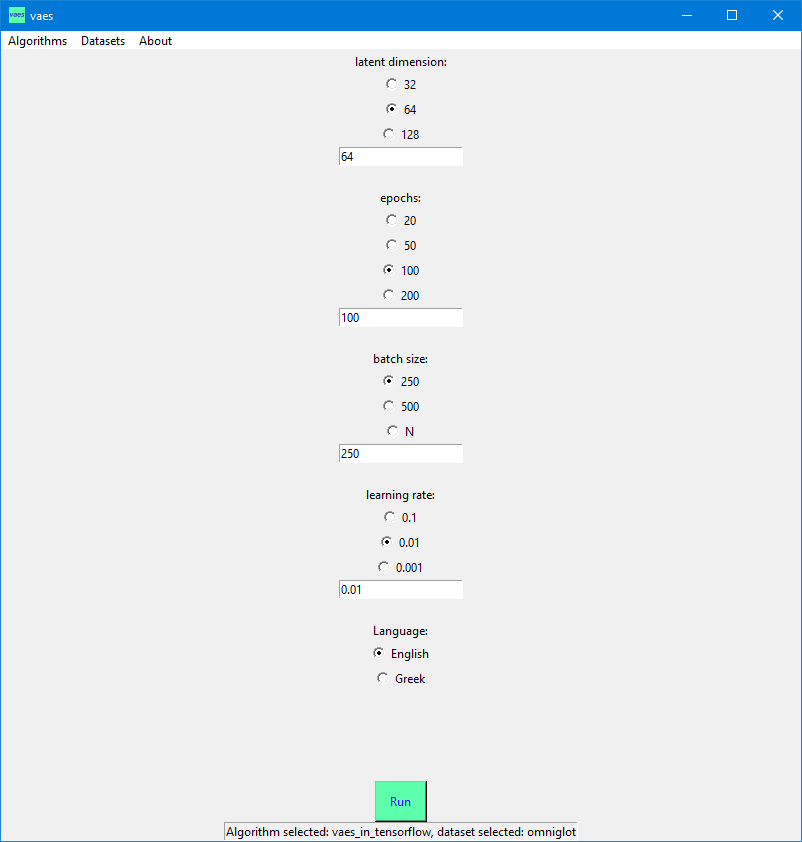 vaes vaes
Algorithms Datasets About
latent dimension:
32
64
128
64
epochs:
20
50
100
200
100
batch size:
250
500
N
250
learning rate:
0.1
0.01
0.001
0.01
Language:
English
Greek
Run
Algorithm selected: vaes_in_tensorflow, dataset selected: omniglot